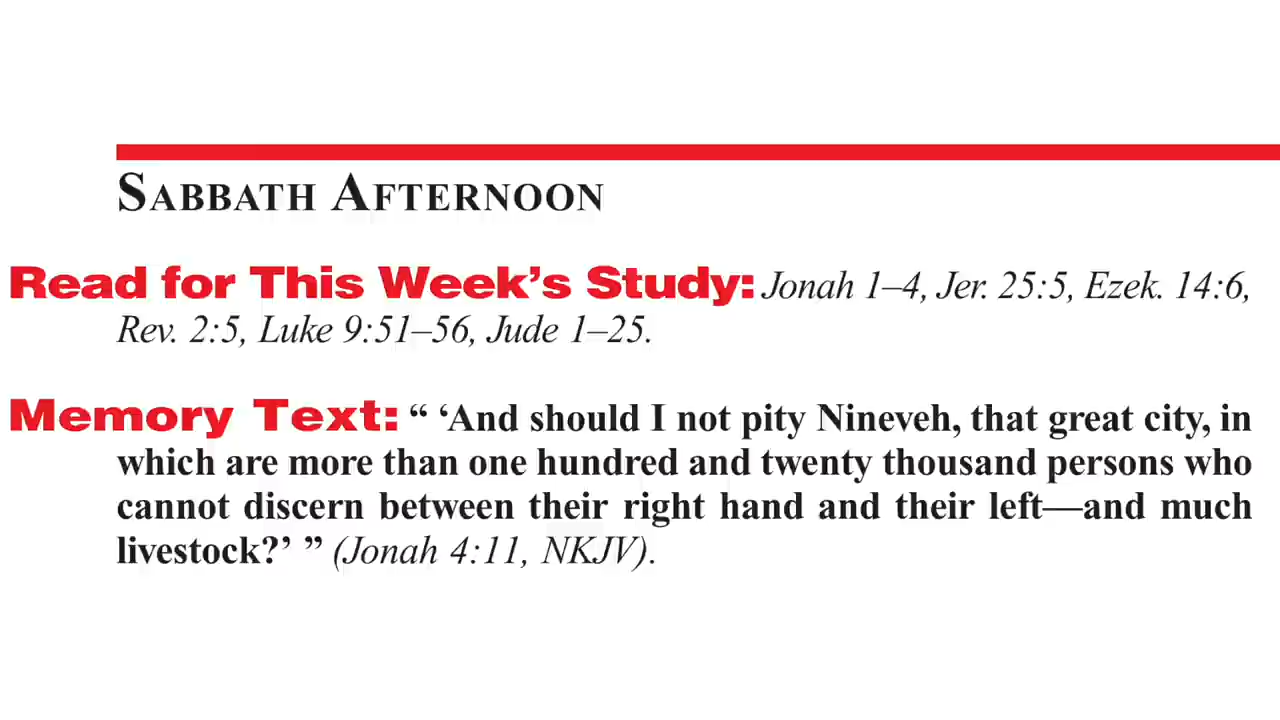 SABBATH AFTERNOON
Read for This Week’s Study: Jonah 1–4, Jer. 25:5, Ezek. 14:6,
Rev. 2:5, Luke 9:51–56, Jude 1–25.
Memory Text: “ ‘And should I not pity Nineveh, that great city, in
which are more than one hundred and twenty thousand persons who
cannot discern between their right hand and their left—and much
livestock?’ ” (Jonah 4:11, NKJV).